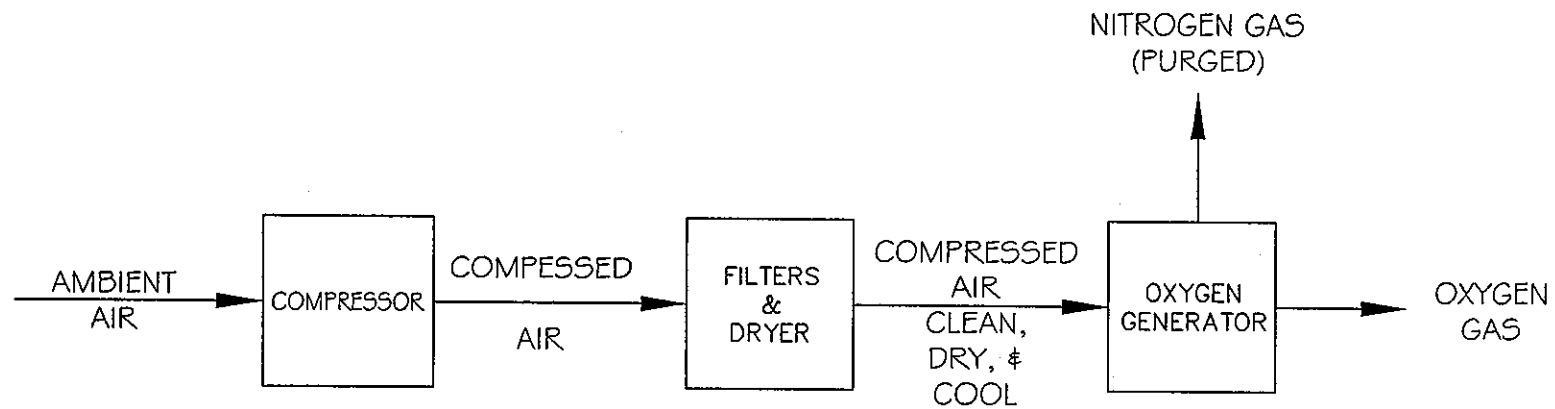 NITROGEN GAS
(PURGED)
AMBIENT
AIR
COMPRESSOR
COMPESSED
AIR
FILTERS
&
DRYER
COMPRESSED
AIR
CLEAN,
DRY, &
COOL
OXYGEN
GENERATOR
OXYGEN
GAS